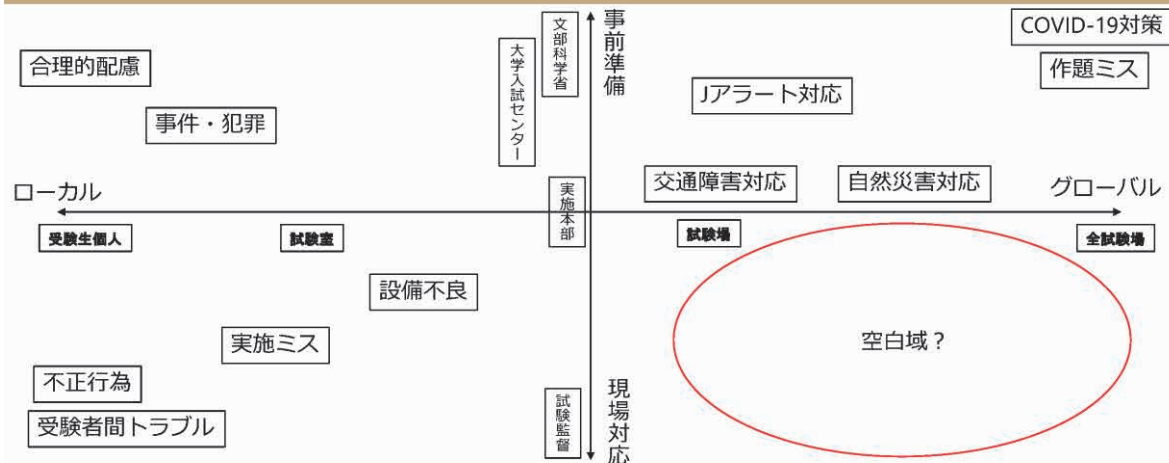 COVID-19対策
合理的配慮
作題ミス
Jアラート対応
事件・犯罪
文部科学省
大学入試センター
事前準備
交通障害対応
自然災害対応
ローカル
グローバル
実施本部
受験生個人
試験室
試験場
全試験場
設備不良
実施ミス
空白域？
不正行為
受験者間トラブル
試験監督
現場対応